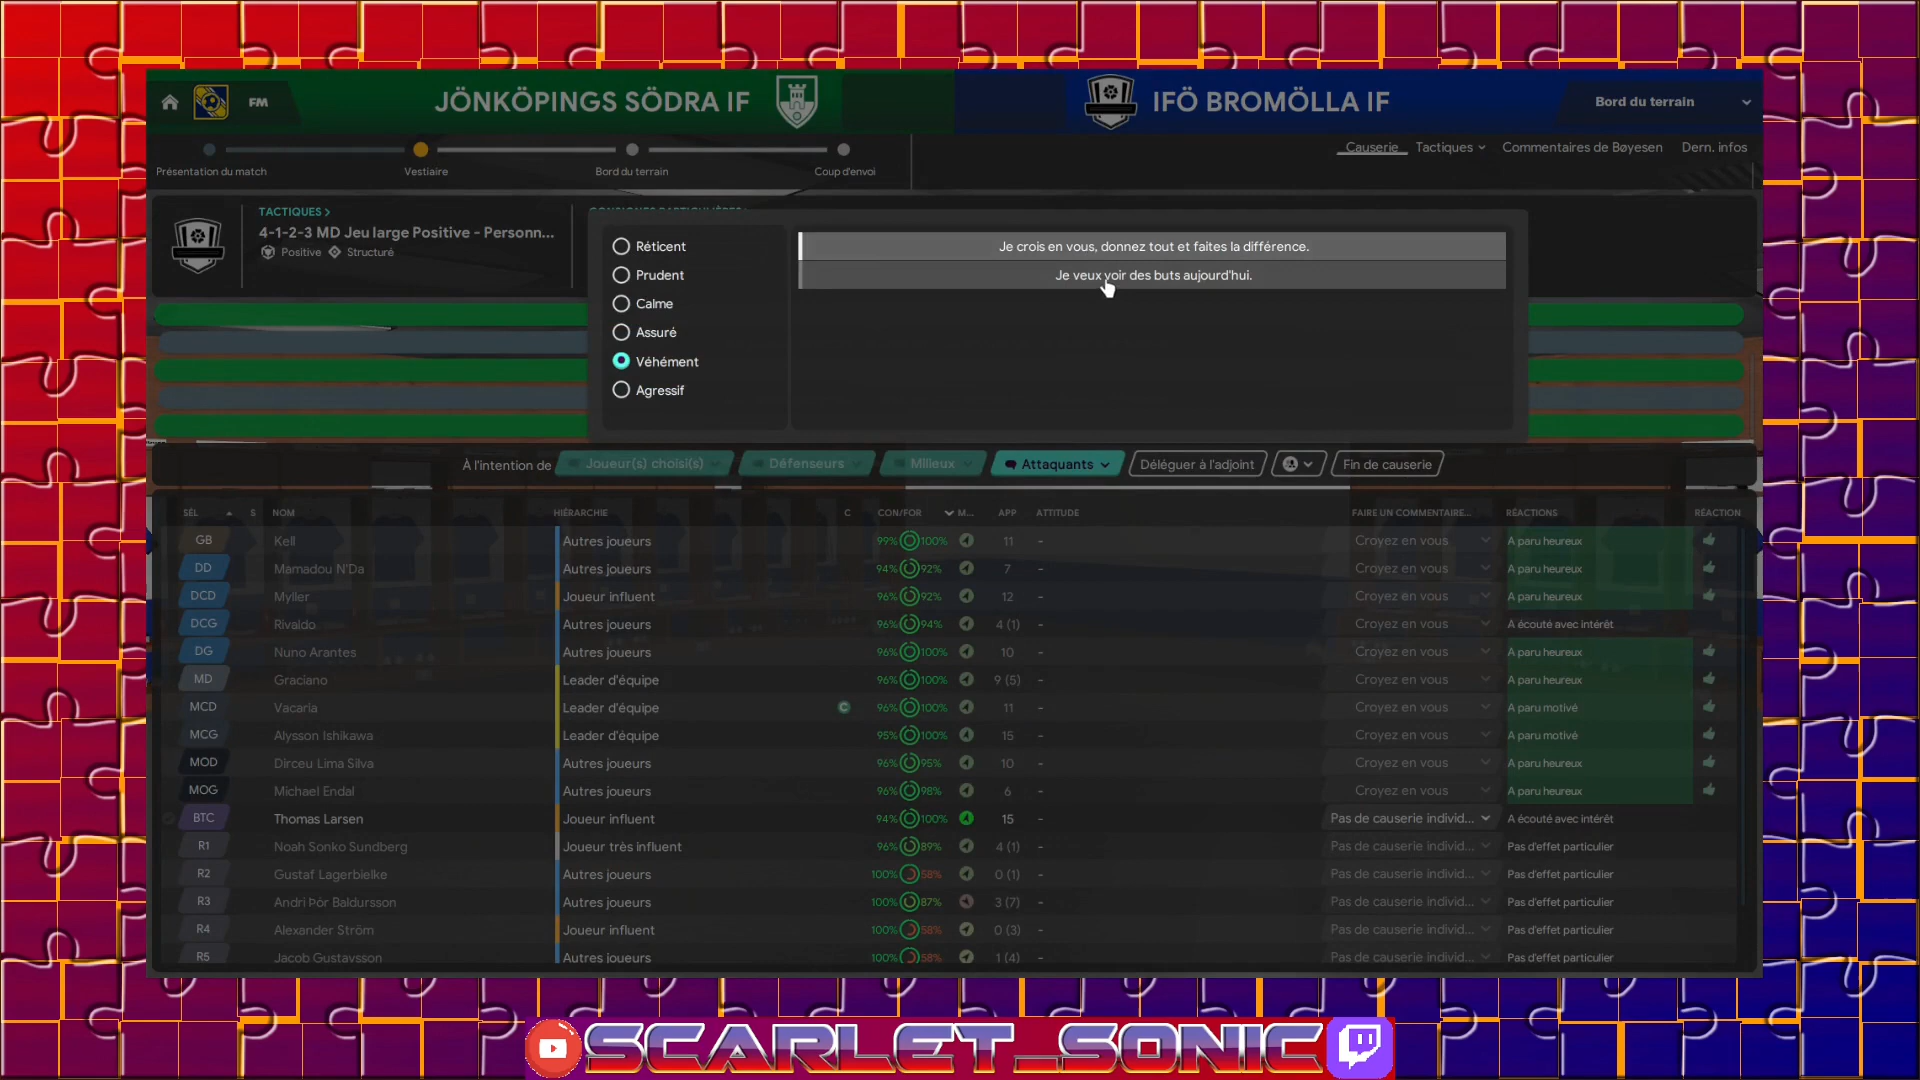 FM
JÖNKÖPINGS SÖDRA IF
IFÖ BROMÖLLA IF
Bord du terrain
Présentation du match
Vestiaire
Bord du terrain
Coup d'envoi
Causerie
Tactiques
Commentaires de Bøyesen
Dern. infos
TACTIQUES >
4-1-2-3 MD Jeu large Positive - Personn...
Positive
Structuré
Réticent
Prudent
Calme
Assuré
Véhément
Agressif
Je crois en vous, donnez tout et faites la différence.
Je veux voir des buts aujourd'hui.
À l'intention de
Joueur(s) choisi(s)
Défenseurs
Milieux
Attaquants
Déléguer à l'adjoint
Fin de causerie
SÉL S NOM HIÉRARCHIE C CON/FOR M... APP ATTITUDE FAIRE UN COMMENTAIRE... RÉACTIONS RÉACTION
GB Kell Autres joueurs 99% 100% 11 - Croyez en vous A paru heureux
DD Mamadou N'Da Autres joueurs 94% 92% 7 - Croyez en vous A paru heureux
DCD Myller Joueur influent 96% 92% 12 - Croyez en vous A paru heureux
DCG Rivaldo Autres joueurs 96% 94% 4 (1) - Croyez en vous A écouté avec intérêt
DG Nuno Arantes Autres joueurs 96% 100% 10 - Croyez en vous A paru heureux
MD Graciano Leader d'équipe 96% 100% 9 (5) - Croyez en vous A paru heureux
MCD Vacaria Leader d'équipe C 96% 100% 11 - Croyez en vous A paru motivé
MCG Alysson Ishikawa Leader d'équipe 95% 100% 15 - Croyez en vous A paru motivé
MOD Dirceu Lima Silva Autres joueurs 96% 95% 10 - Croyez en vous A paru heureux
MOG Michael Endal Autres joueurs 96% 98% 6 - Croyez en vous A paru heureux
BTC Thomas Larsen Joueur influent 94% 100% 15 - Pas de causerie individ... A écouté avec intérêt
R1 Noah Sonko Sundberg Joueur très influent 96% 89% 4 (1) - Pas de causerie individ... Pas d'effet particulier
R2 Gustaf Lagerbielke Autres joueurs 100% 58% 0 (1) - Pas de causerie individ... Pas d'effet particulier
R3 Andri Þór Baldursson Autres joueurs 100% 87% 3 (7) - Pas de causerie individ... Pas d'effet particulier
R4 Alexander Ström Joueur influent 100% 58% 0 (3) - Pas de causerie individ... Pas d'effet particulier
R5 Jacob Gustavsson Autres joueurs 100% 58% 1 (4) - Pas de causerie individ... Pas d'effet particulier
SCARLET_SONIC